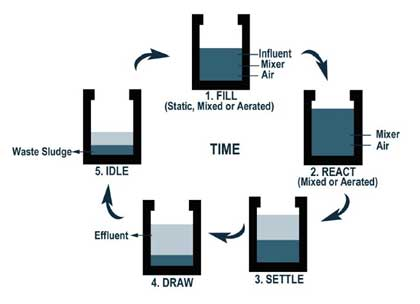 Influent
Mixer
Air
1. FILL
(Static, Mixed or Aerated)
TIME
Mixer
Air
2. REACT
(Mixed or Aerated)
3. SETTLE
Effluent
4. DRAW
Waste Sludge
5. IDLE